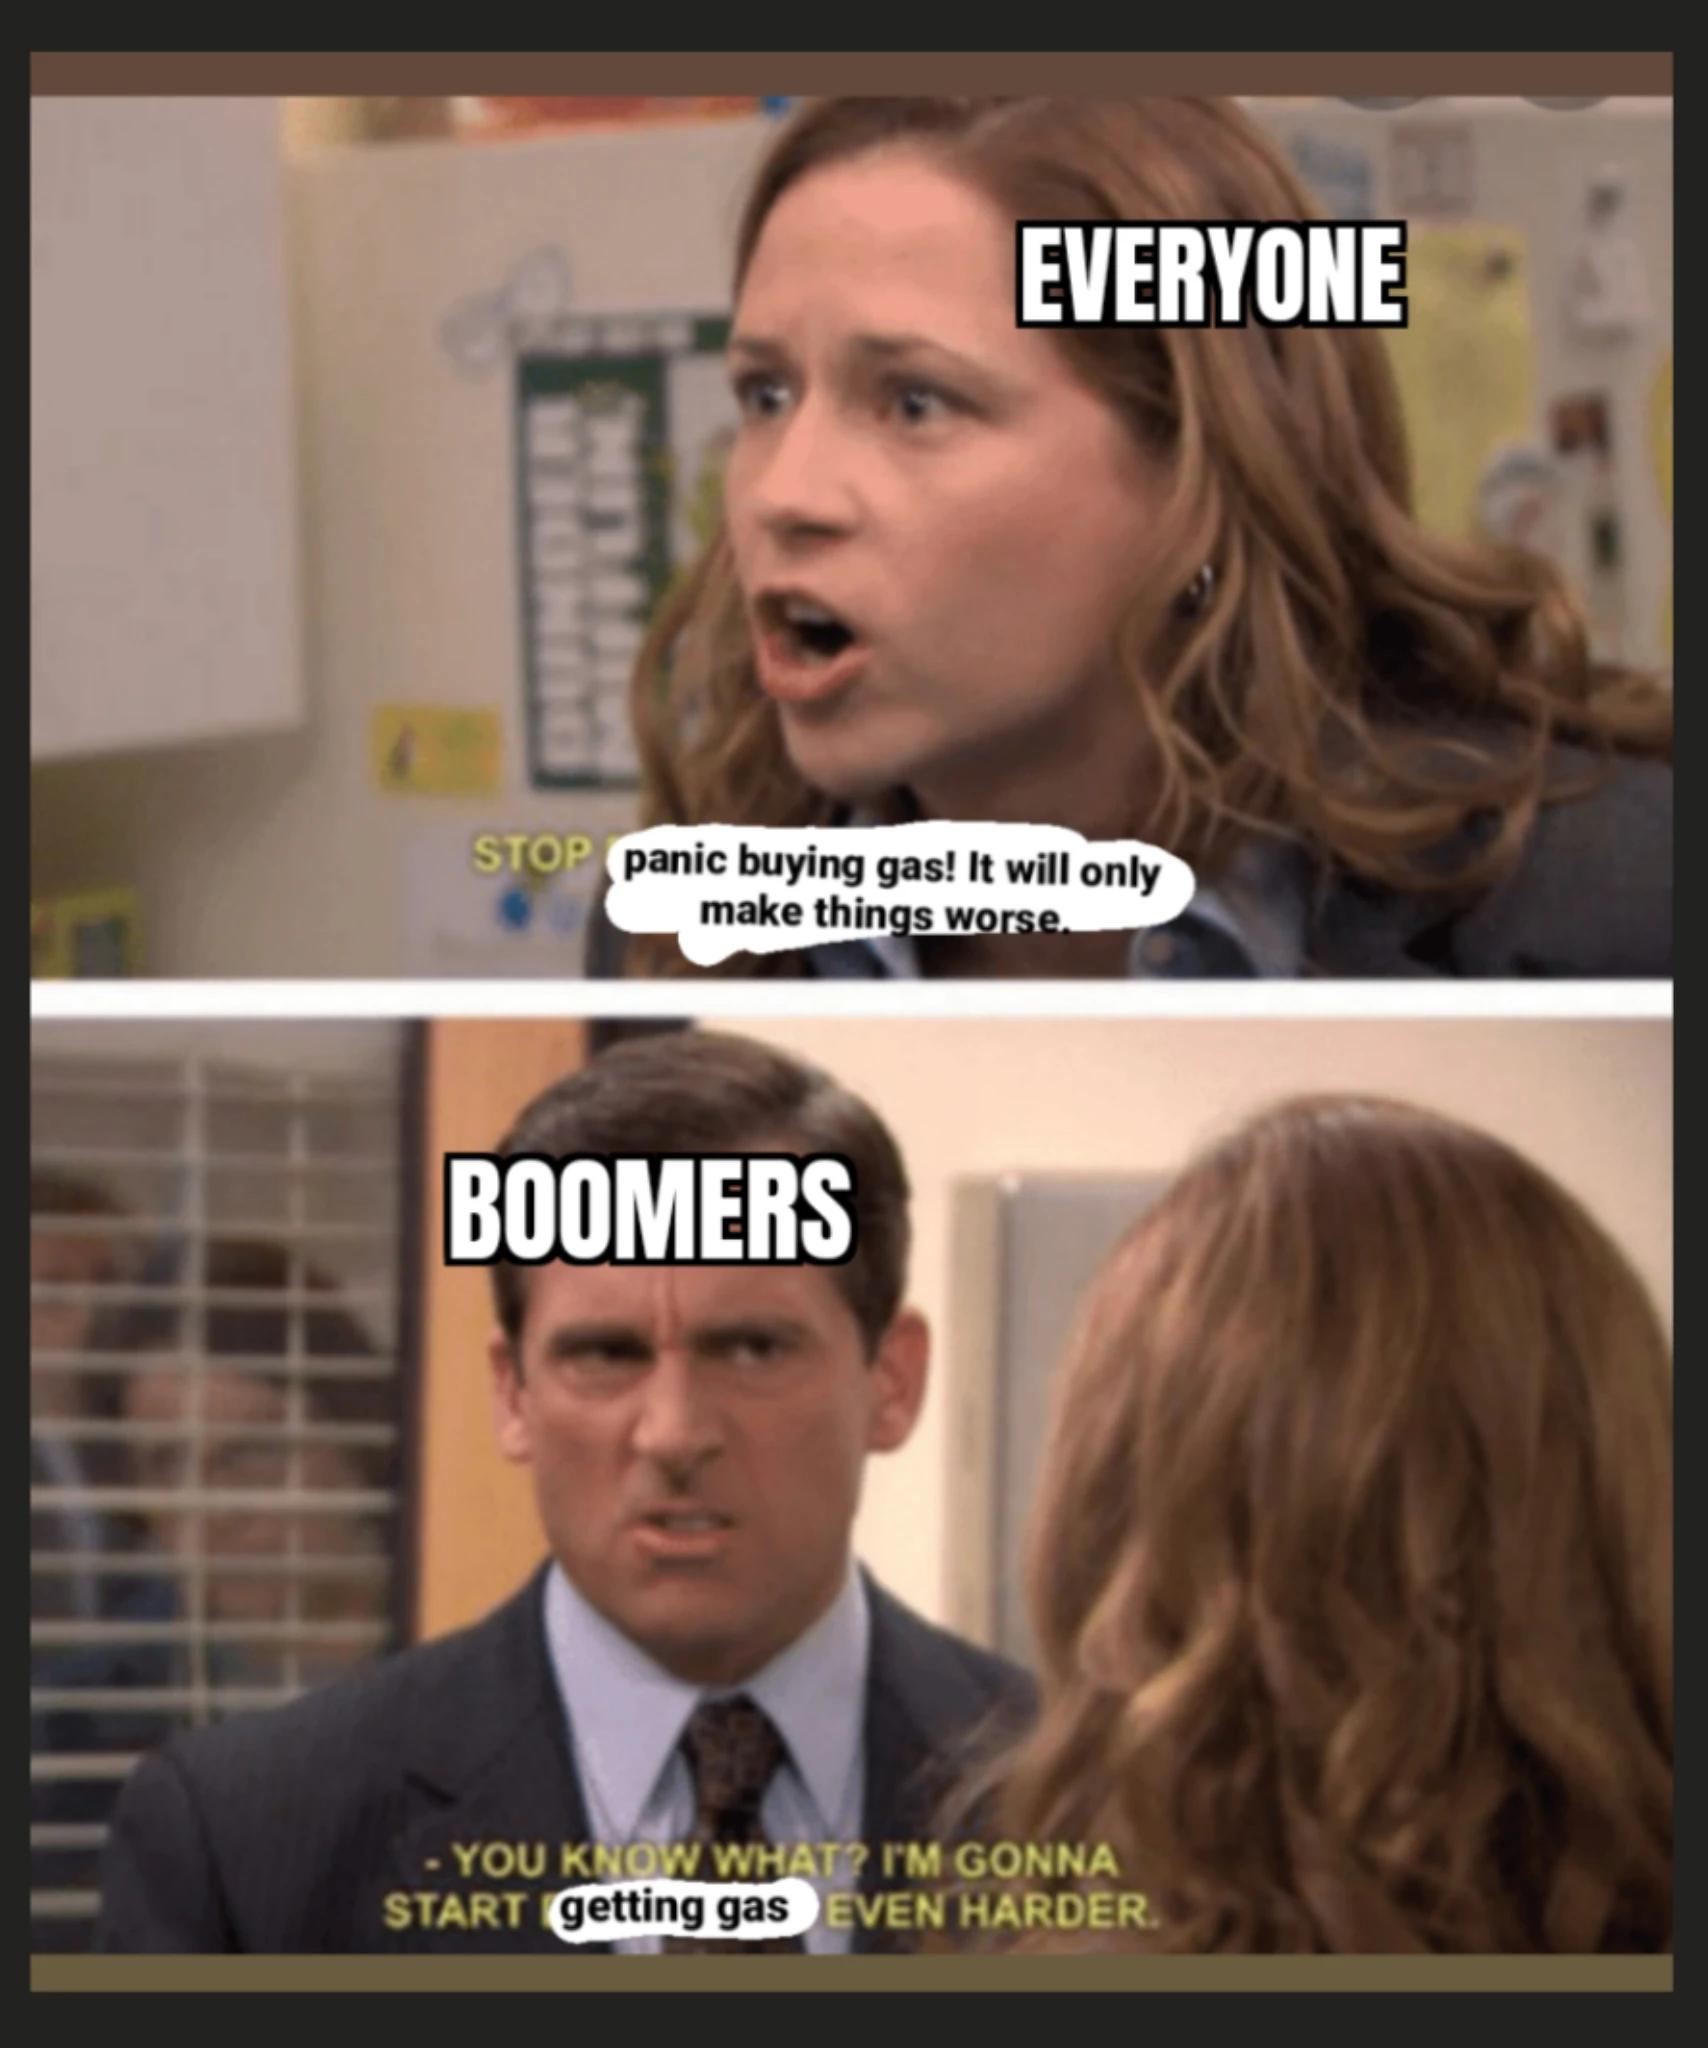 EVERYONE
STOP panic buying gas! It will only
make things worse.
BOOMERS
- YOU KNOW WHAT? I'M GONNA
START getting gas EVEN HARDER.